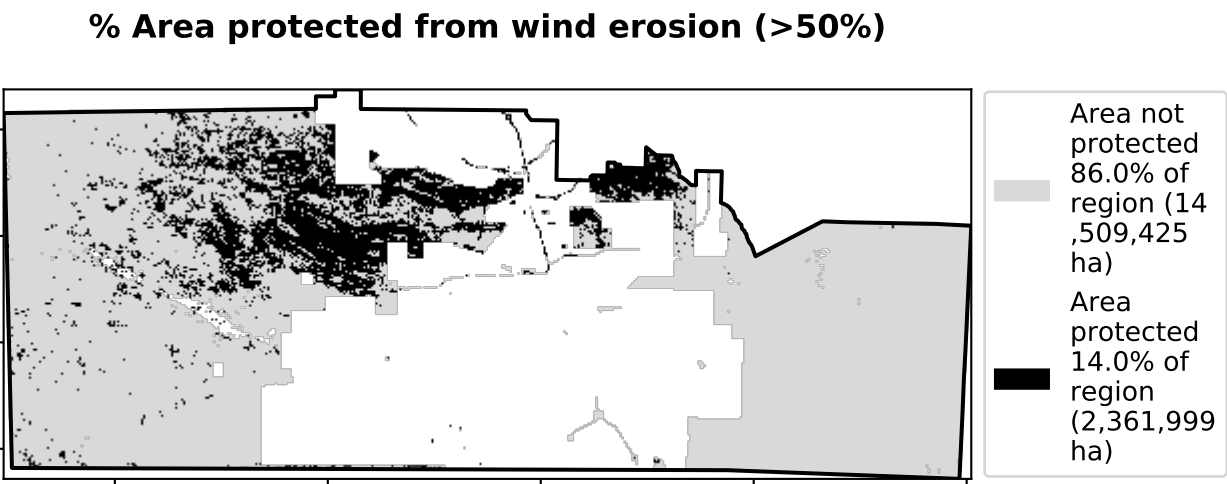 % Area protected from wind erosion (>50%)
Area not
protected
86.0% of
region (14
,509,425
ha)
Area
protected
14.0% of
region
(2,361,999
ha)